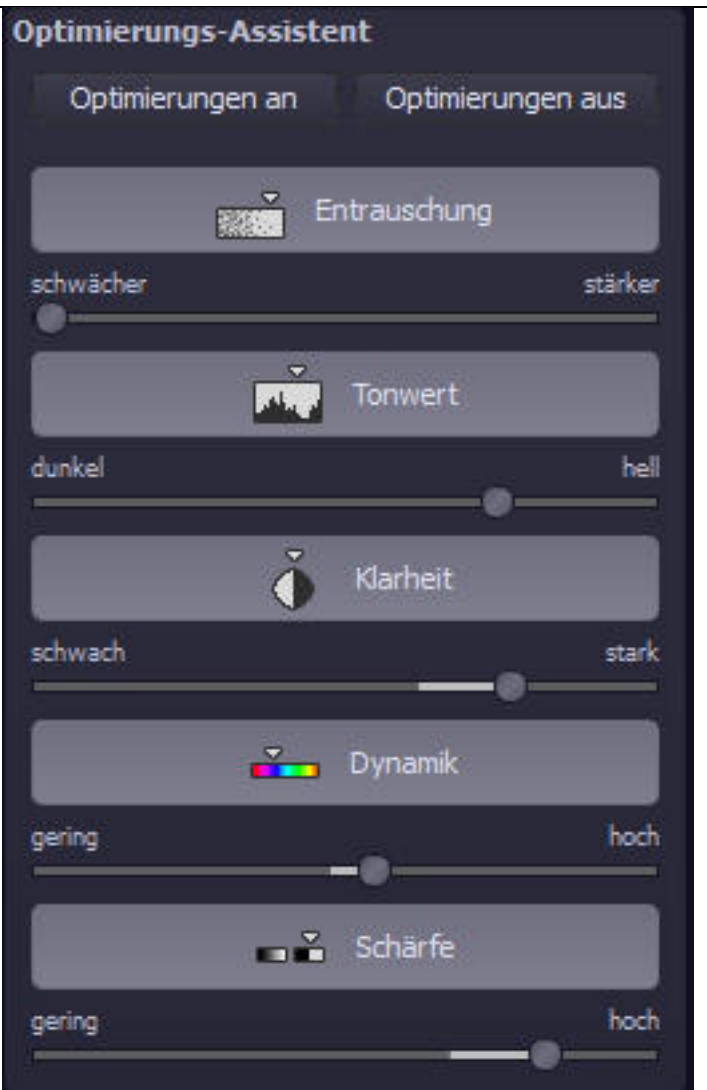 Optimierungs-Assistent
Optimierungen an Optimierungen aus
Entrauschung
schwächer stärker
Tonwert
dunkel hell
Klarheit
schwach stark
Dynamik
gering hoch
Schärfe
gering hoch